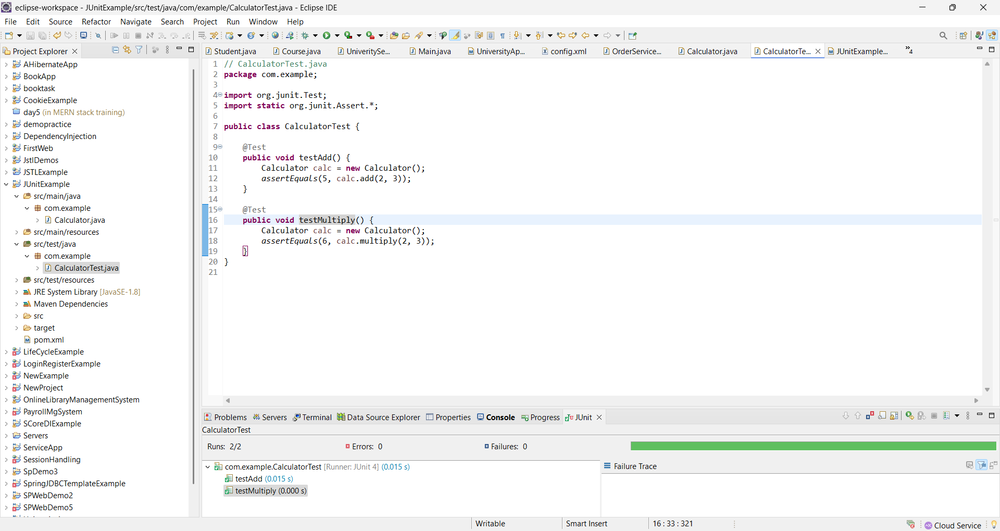 eclipse-workspace - JUnitExample/src/test/java/com/example/CalculatorTest.java - Eclipse IDE
File Edit Source Refactor Navigate Search Project Run Window Help
Project Explorer
AHibernateApp
BookApp
booktask
CookieExample
day5 (in MERN stack training)
demopractice
DependencyInjection
FirstWeb
JstlDemos
JSTLExample
JUnitExample
src/main/java
com.example
Calculator.java
src/main/resources
src/test/java
com.example
CalculatorTest.java
src/test/resources
JRE System Library [JavaSE-1.8]
Maven Dependencies
src
target
pom.xml
LifeCycleExample
LoginRegisterExample
NewExample
NewProject
OnlineLibraryManagementSystem
PayrollMgSystem
SCoreDIExample
Servers
ServiceApp
SessionHandling
SpDemo3
SpringJDBCTemplateExample
SPWebDemo2
SPWebDemo5
Student.java Course.java UniveritySe... Main.java UniversityAp... config.xml OrderService... Calculator.java CalculatorTe... JUnitExample... »4
1 // CalculatorTest.java
2 package com.example;
3
4 import org.junit.Test;
5 import static org.junit.Assert.*;
6
7 public class CalculatorTest {
8
9 @Test
10 public void testAdd() {
11 Calculator calc = new Calculator();
12 assertEquals(5, calc.add(2, 3));
13 }
14
15 @Test
16 public void testMultiply() {
17 Calculator calc = new Calculator();
18 assertEquals(6, calc.multiply(2, 3));
19 }
20 }
21
Problems Servers Terminal Data Source Explorer Properties Console Progress JUnit
CalculatorTest
Runs: 2/2 Errors: 0 Failures: 0
com.example.CalculatorTest [Runner: JUnit 4] (0.015 s)
testAdd (0.015 s)
testMultiply (0.000 s)
Failure Trace
Writable Smart Insert 16 : 33 : 321 Cloud Service